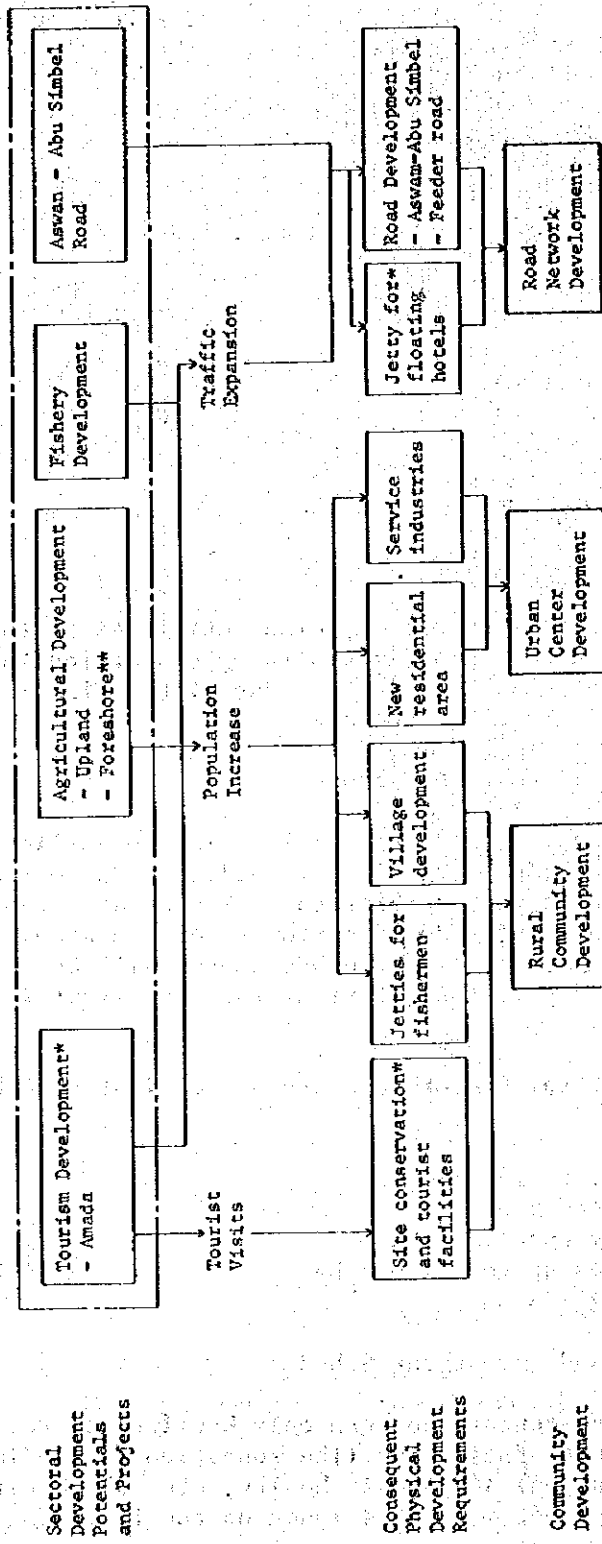 Sectoral
Development
Potentials
and Projects
Tourism Development*
- Amada
Agricultural Development
- Upland
- Foreshore**
Fishery
Development
Aswan - Abu Simbel
Road
Tourist
Visits
Population
Increase
Traffic
Expansion
Consequent
Physical
Development
Requirements
Site conservation*
and tourist
facilities
Jetties for
fishermen
Village
development
New
residential
area
Service
industries
Jetty for*
floating
hotels
Road Development
- Aswam-Abu Simbel
- Feeder road
Community
Development
Rural
Community
Development
Urban
Center
Development
Road
Network
Development